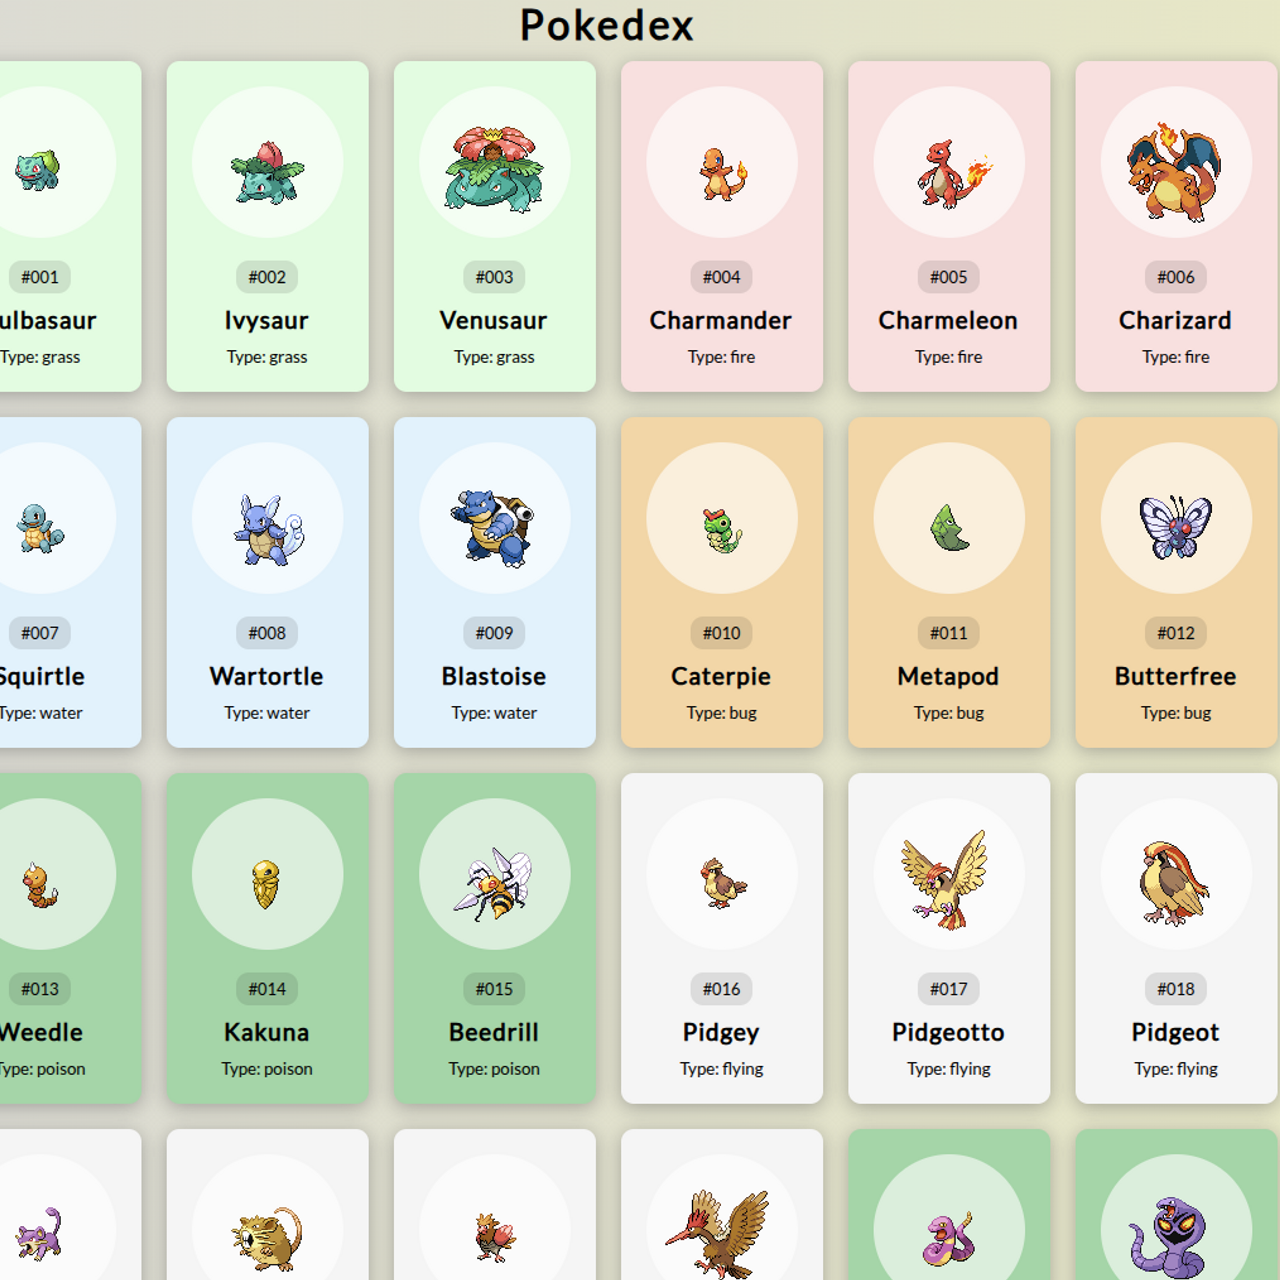 Pokedex
#001 #002 #003 #004 #005 #006
ulbasaur Ivysaur Venusaur Charmander Charmeleon Charizard
Type: grass Type: grass Type: grass Type: fire Type: fire Type: fire
#007 #008 #009 #010 #011 #012
Squirtle Wartortle Blastoise Caterpie Metapod Butterfree
Type: water Type: water Type: water Type: bug Type: bug Type: bug
#013 #014 #015 #016 #017 #018
Weedle Kakuna Beedrill Pidgey Pidgeotto Pidgeot
Type: poison Type: poison Type: poison Type: flying Type: flying Type: flying